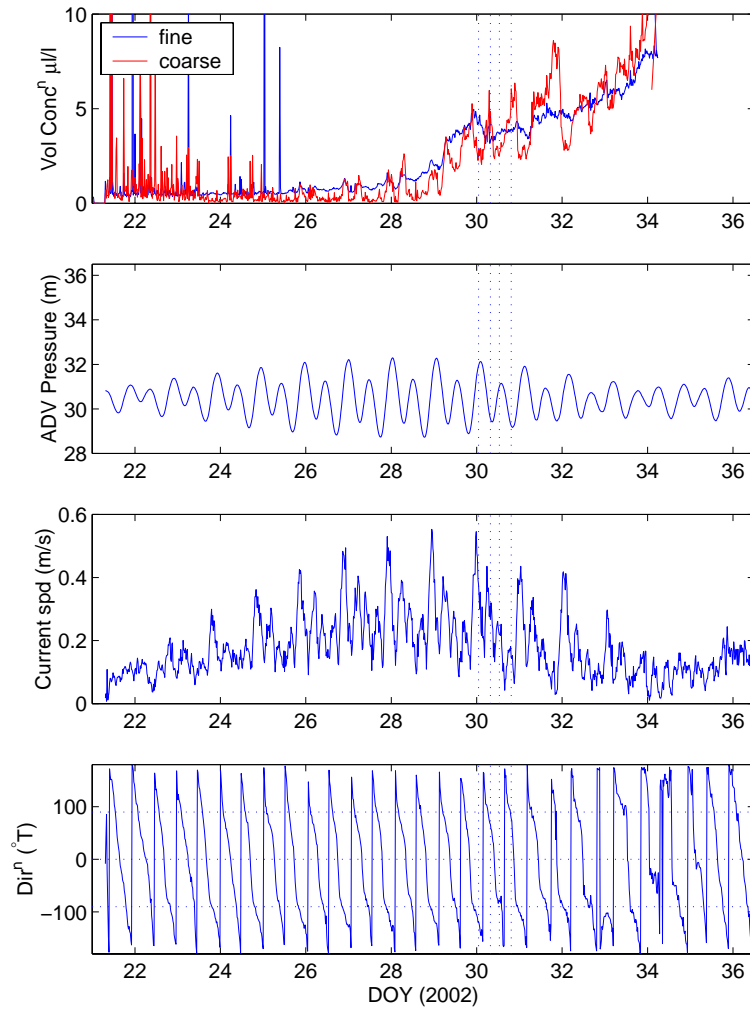 10
5
0
Vol Concⁿ µl/l
fine
coarse
22 24 26 28 30 32 34 36
36
34
32
30
28
ADV Pressure (m)
22 24 26 28 30 32 34 36
0.6
0.4
0.2
0
Current spd (m/s)
22 24 26 28 30 32 34 36
100
0
−100
Dirⁿ (°T)
22 24 26 28 30 32 34 36
DOY (2002)